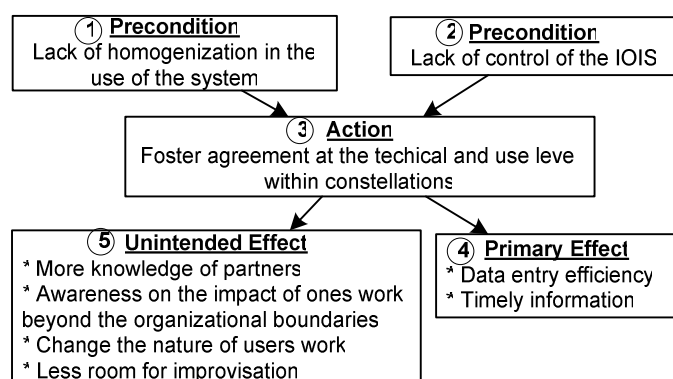 1 Precondition
Lack of homogenization in the
use of the system
2 Precondition
Lack of control of the IOIS
3 Action
Foster agreement at the techical and use leve
within constellations
5 Unintended Effect
* More knowledge of partners
* Awareness on the impact of ones work
beyond the organizational boundaries
* Change the nature of users work
* Less room for improvisation
4 Primary Effect
* Data entry efficiency
* Timely information